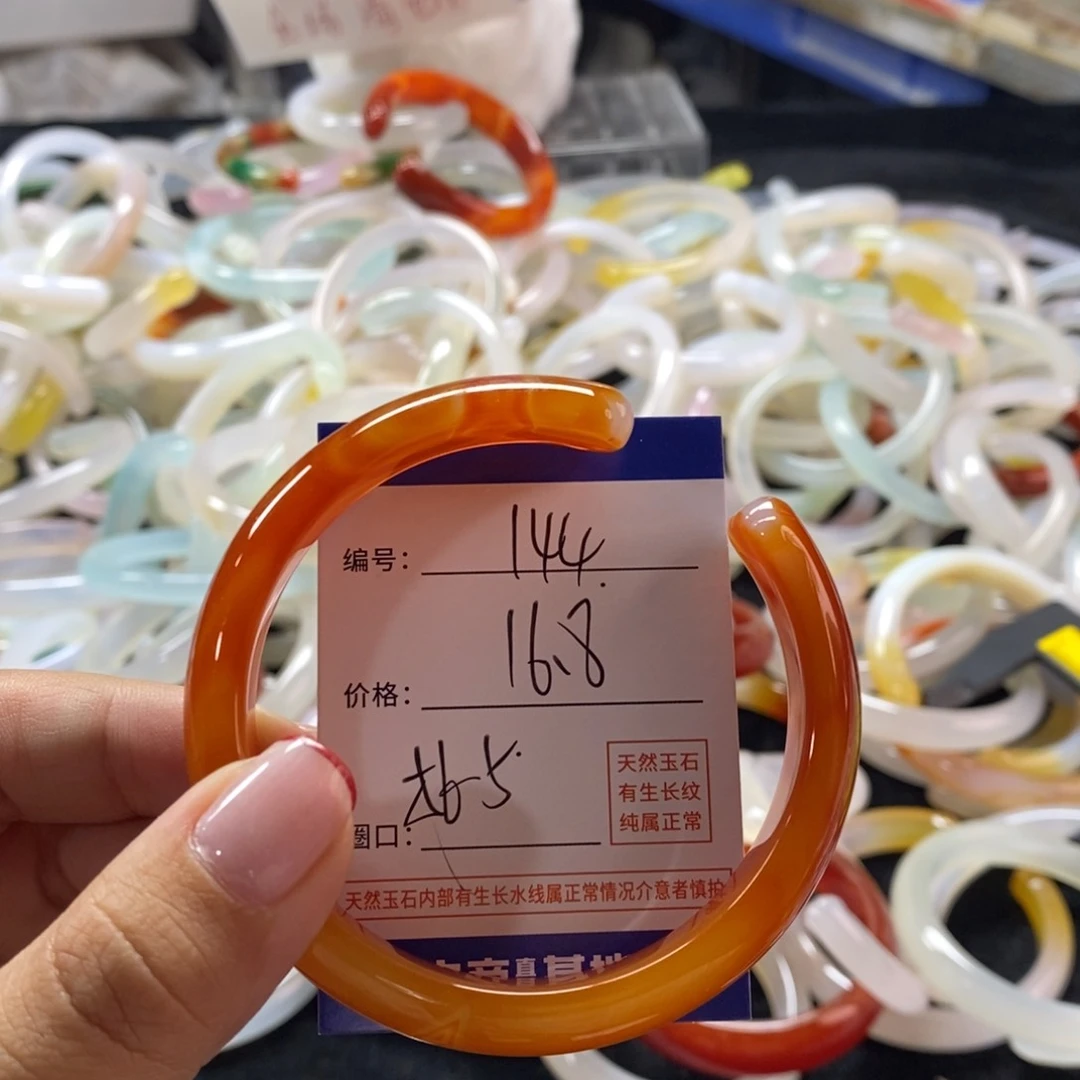 编号: 144.
价格: 16.8
圈口: 56.5
天然玉石
有生长纹
纯属正常
天然玉石内部有生长水线属正常情况介意者慎拍